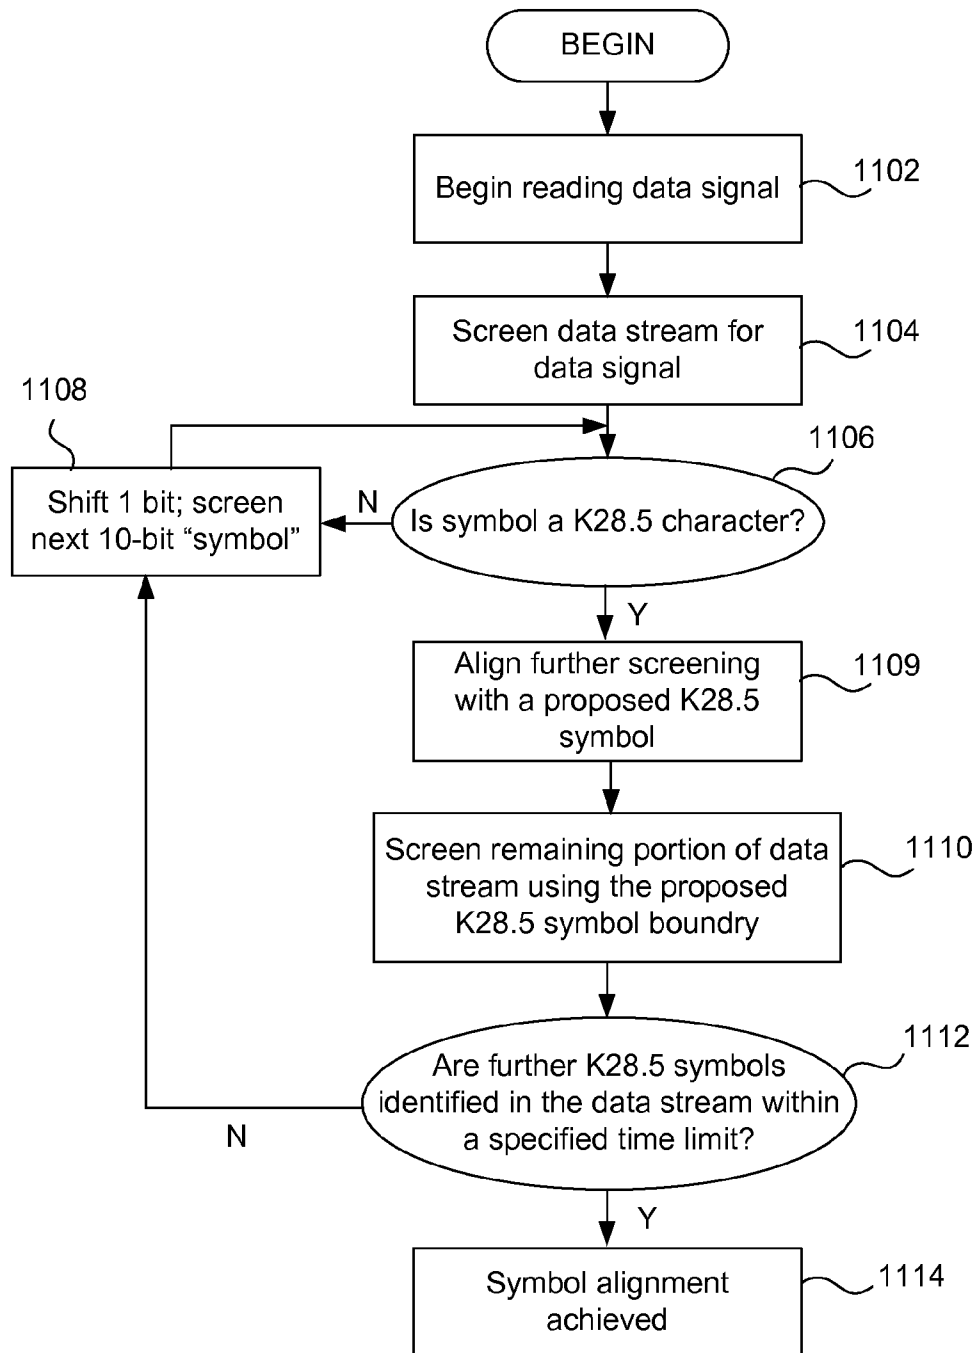 BEGIN
Begin reading data signal
1102
Screen data stream for
data signal
1104
1108
Shift 1 bit; screen
next 10-bit “symbol”
N
Is symbol a K28.5 character?
1106
Y
Align further screening
with a proposed K28.5
symbol
1109
Screen remaining portion of data
stream using the proposed
K28.5 symbol boundry
1110
Are further K28.5 symbols
identified in the data stream within
a specified time limit?
1112
N
Y
Symbol alignment
achieved
1114